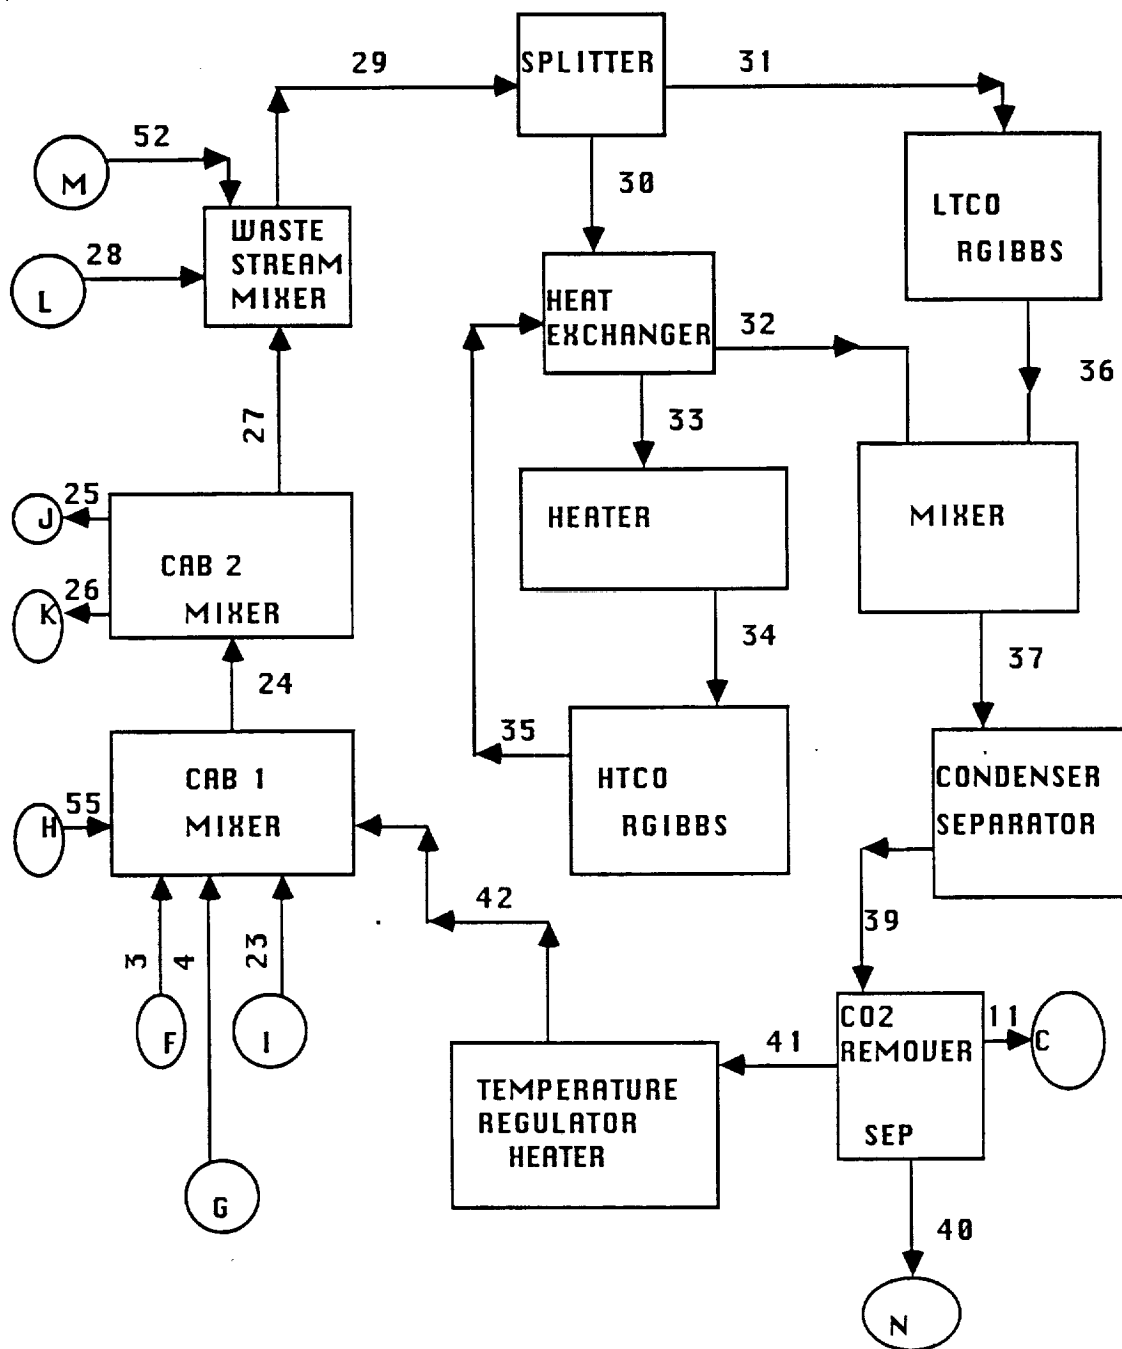 29
SPLITTER
31
52
M
30
LTCO
RGIBBS
WASTE
STREAM
MIXER
28
L
HEAT
EXCHANGER
32
36
27
33
25
J
HEATER
MIXER
CAB 2
MIXER
26
K
34
37
24
35
CAB 1
MIXER
HTCO
RGIBBS
CONDENSER
SEPARATOR
55
H
42
39
3
4
23
F
I
CO2
REMOVER
SEP
11
C
41
TEMPERATURE
REGULATOR
HEATER
G
40
N